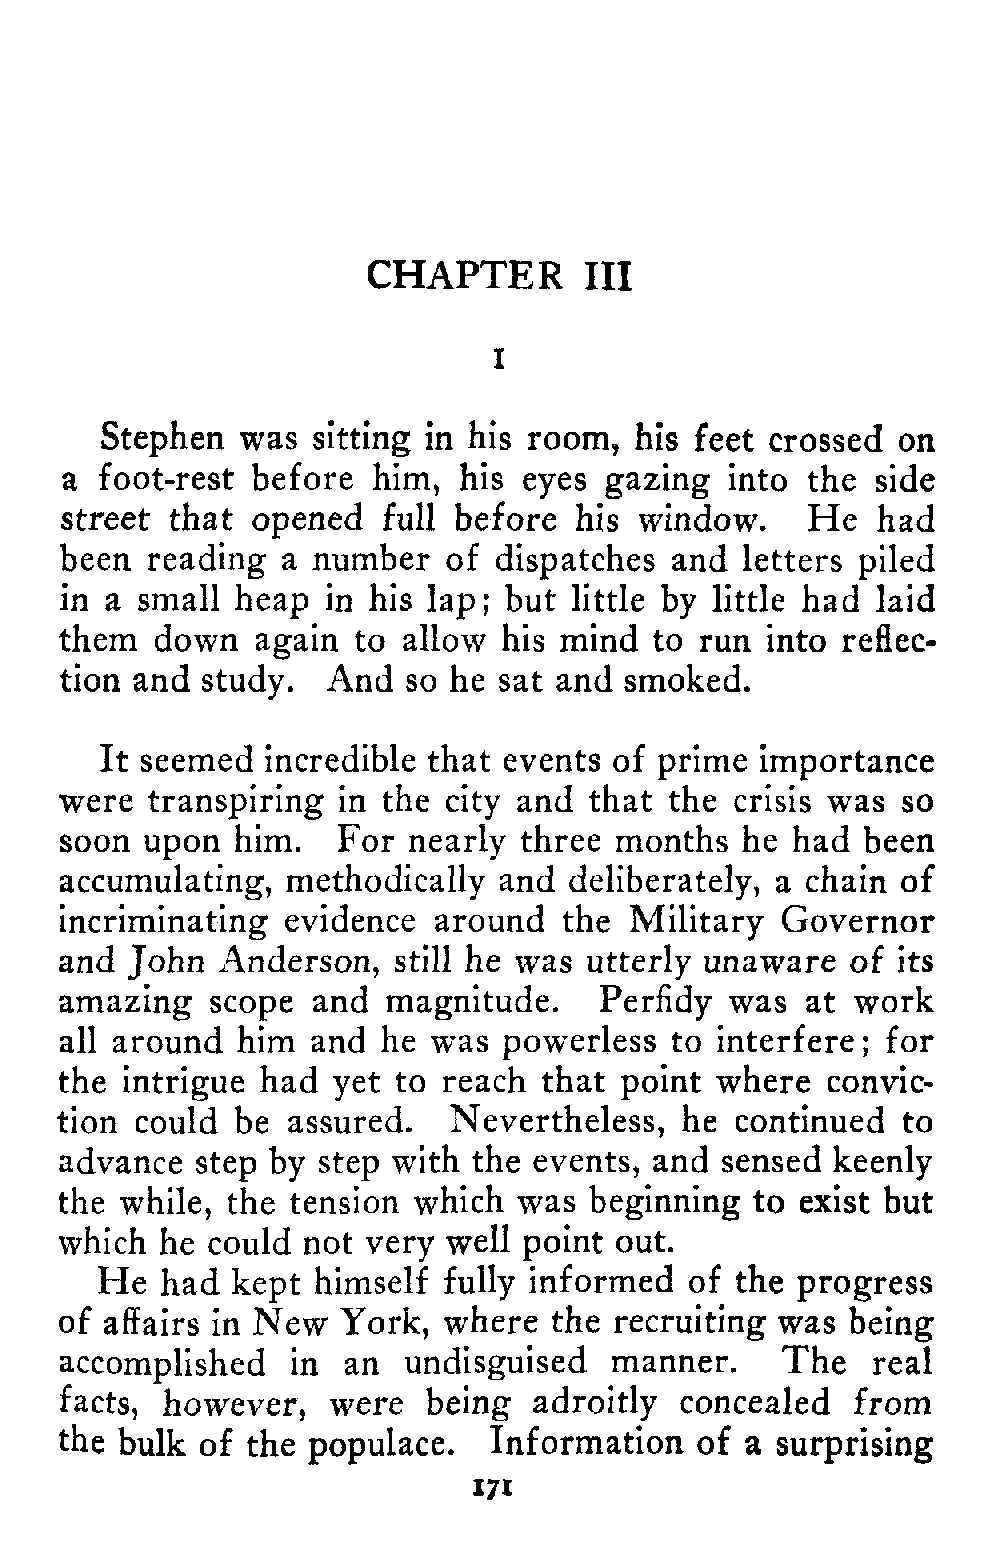 CHAPTER III
I
Stephen was sitting in his room, his feet crossed on
a foot-rest before him, his eyes gazing into the side
street that opened full before his window. He had
been reading a number of dispatches and letters piled
in a small heap in his lap; but little by little had laid
them down again to allow his mind to run into reflec-
tion and study. And so he sat and smoked.
It seemed incredible that events of prime importance
were transpiring in the city and that the crisis was so
soon upon him. For nearly three months he had been
accumulating, methodically and deliberately, a chain of
incriminating evidence around the Military Governor
and John Anderson, still he was utterly unaware of its
amazing scope and magnitude. Perfidy was at work
all around him and he was powerless to interfere; for
the intrigue had yet to reach that point where convic-
tion could be assured. Nevertheless, he continued to
advance step by step with the events, and sensed keenly
the while, the tension which was beginning to exist but
which he could not very well point out.
He had kept himself fully informed of the progress
of affairs in New York, where the recruiting was being
accomplished in an undisguised manner. The real
facts, however, were being adroitly concealed from
the bulk of the populace. Information of a surprising
171